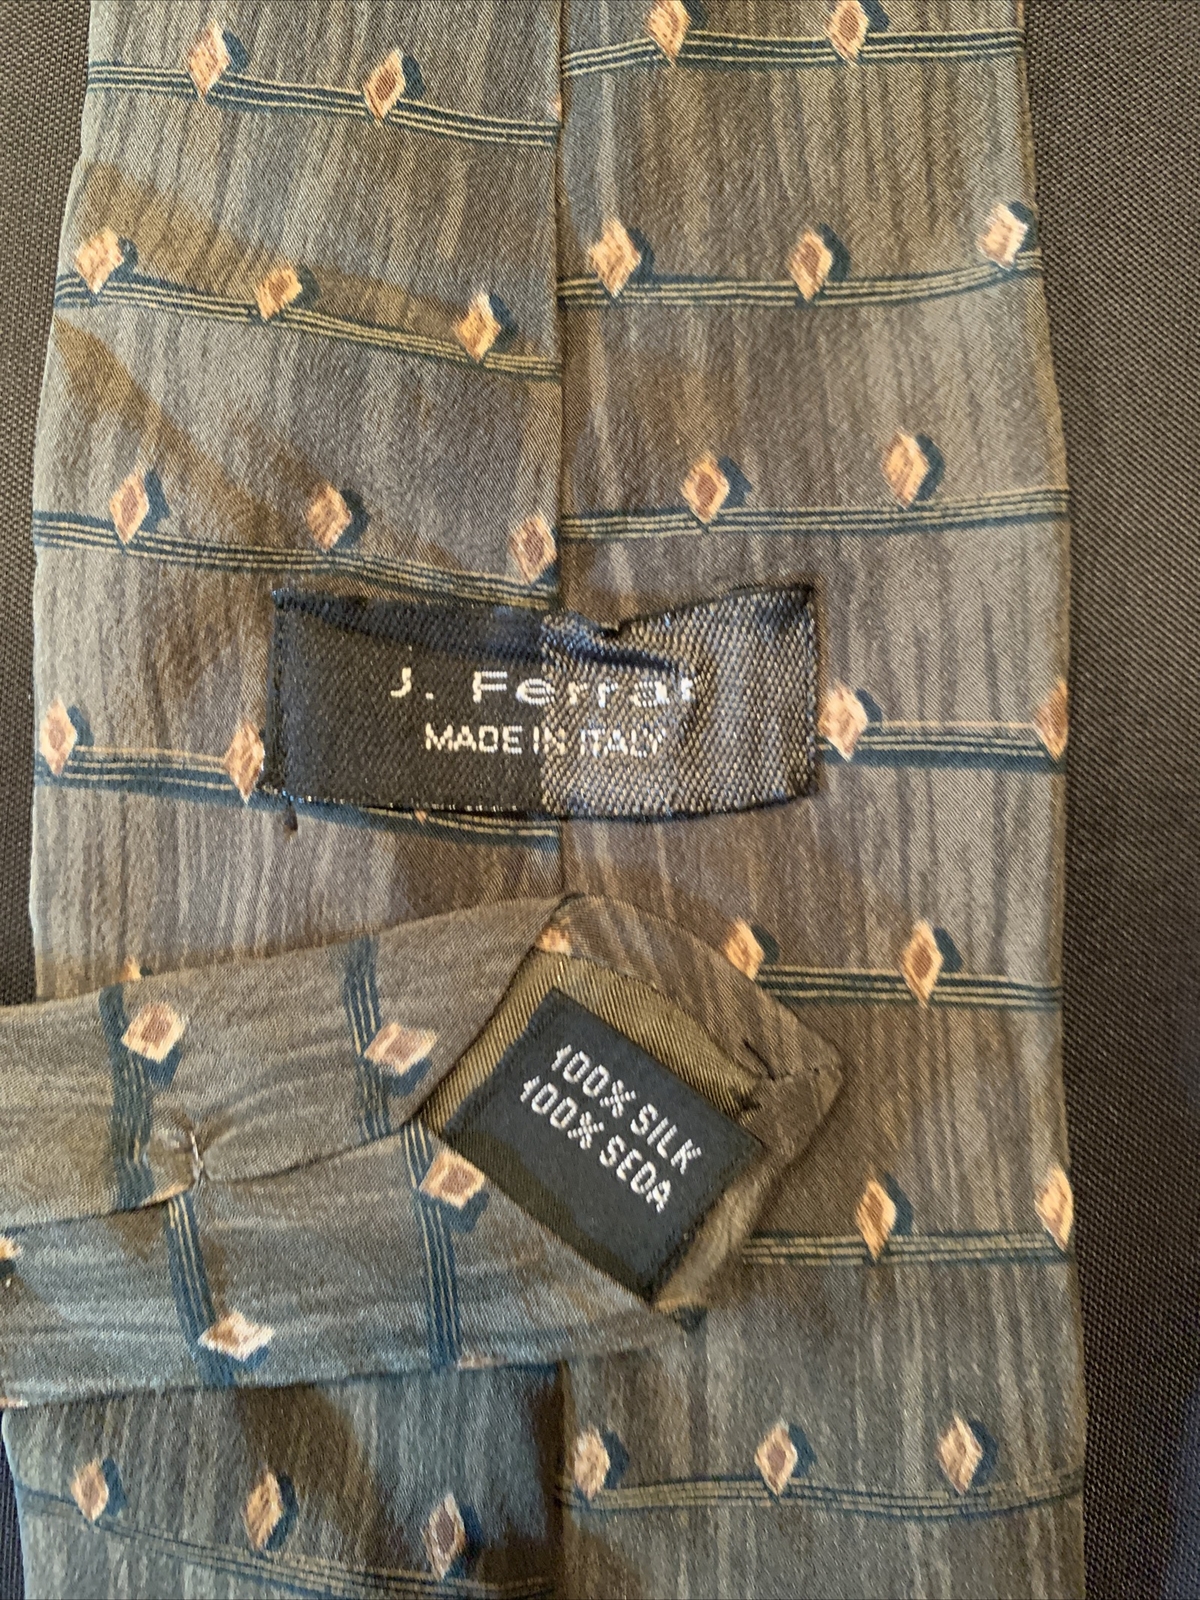 J. Ferrar
MADE IN ITALY
100% SILK
100% SEDA